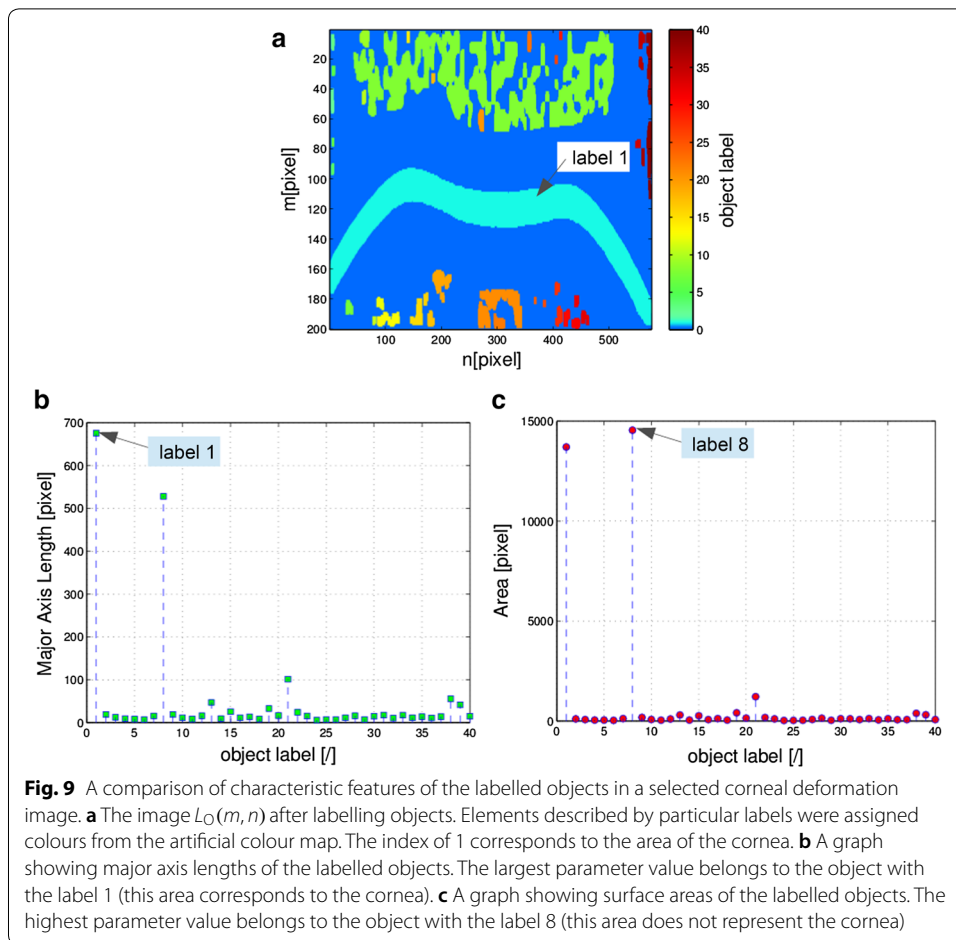 a
20
40
60
80
100
120
140
160
180
200
m[pixel]
100 200 300 400 500
n[pixel]
label 1
40
35
30
25
20
15
10
5
0
object label
b
700
600
500
400
300
200
100
0
Major Axis Length [pixel]
0 5 10 15 20 25 30 35 40
object label [/]
label 1
c
15000
10000
5000
0
Area [pixel]
0 5 10 15 20 25 30 35 40
object label [/]
label 8
Fig. 9 A comparison of characteristic features of the labelled objects in a selected corneal deformation
image. a The image L_O(m, n) after labelling objects. Elements described by particular labels were assigned
colours from the artificial colour map. The index of 1 corresponds to the area of the cornea. b A graph
showing major axis lengths of the labelled objects. The largest parameter value belongs to the object with
the label 1 (this area corresponds to the cornea). c A graph showing surface areas of the labelled objects. The
highest parameter value belongs to the object with the label 8 (this area does not represent the cornea)